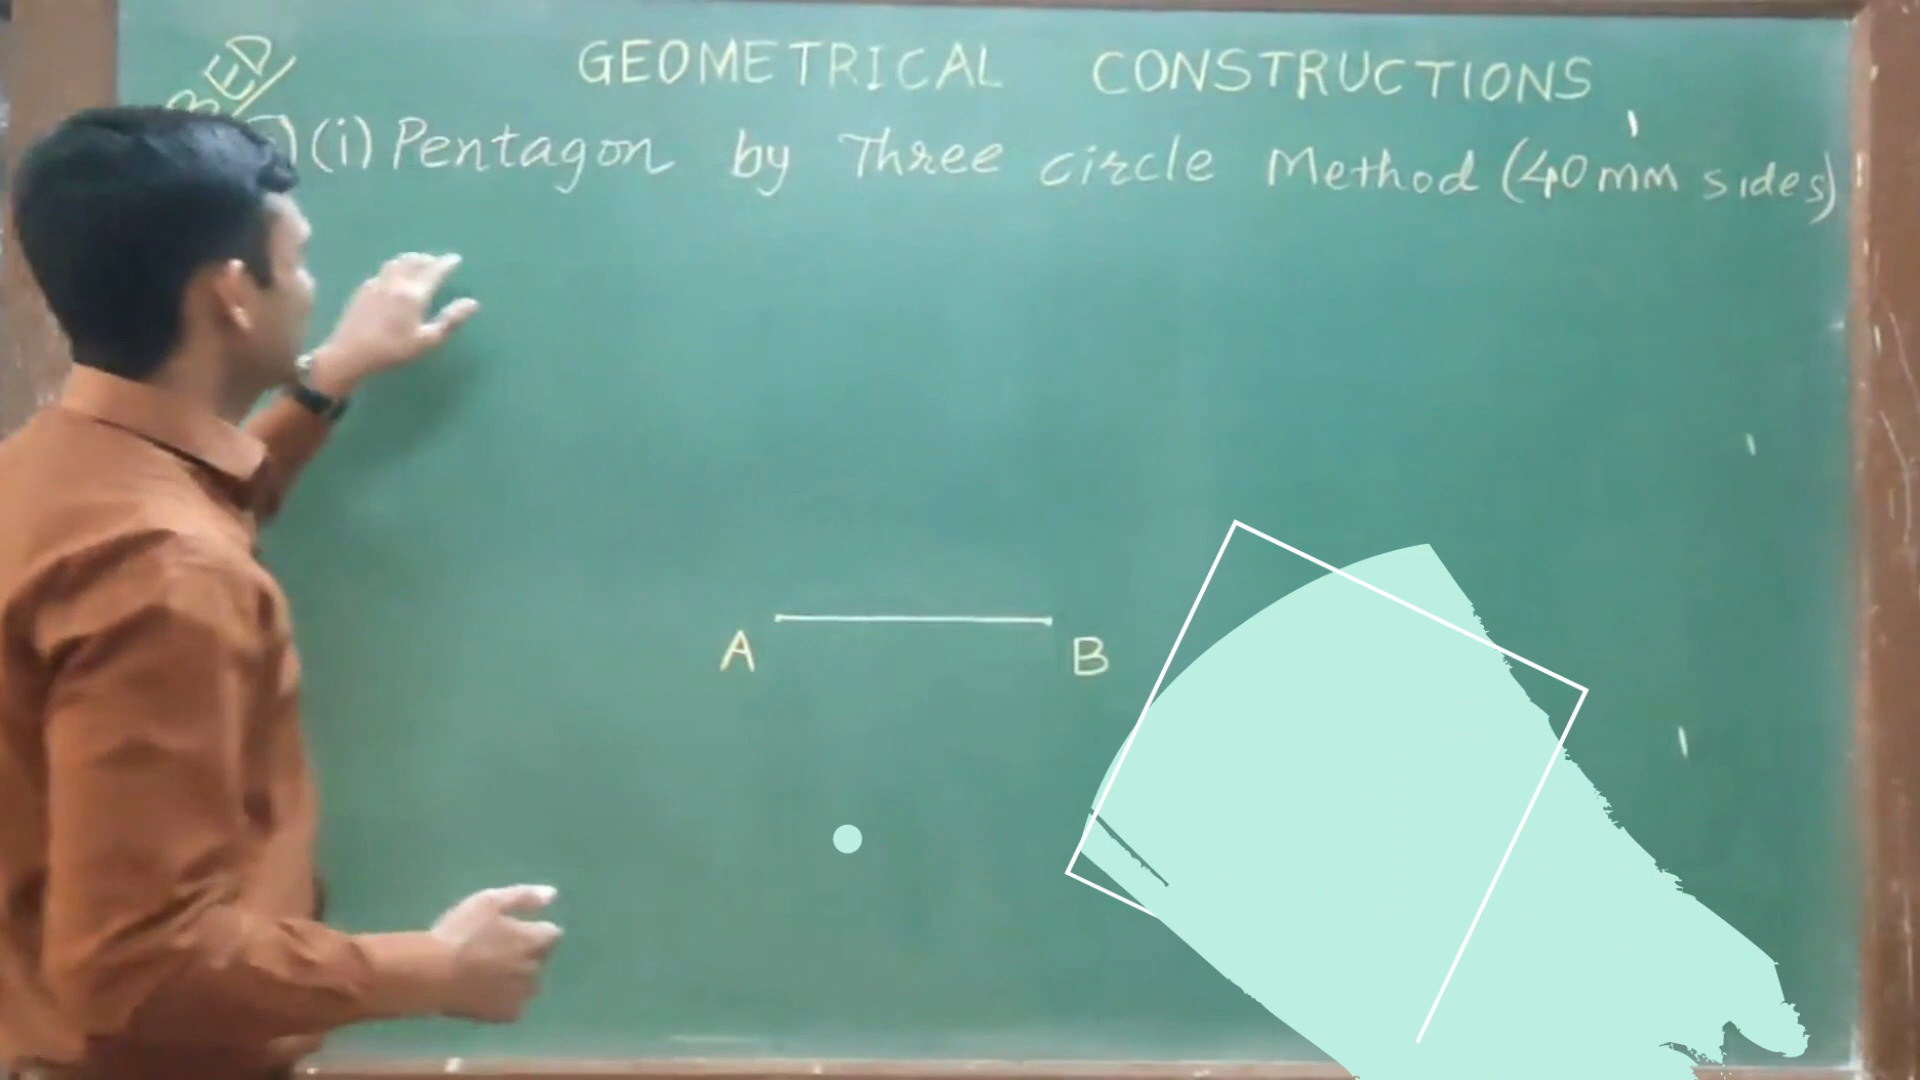 GEOMETRICAL CONSTRUCTIONS
(i) Pentagon by Three circle Method (40mm sides)
A B